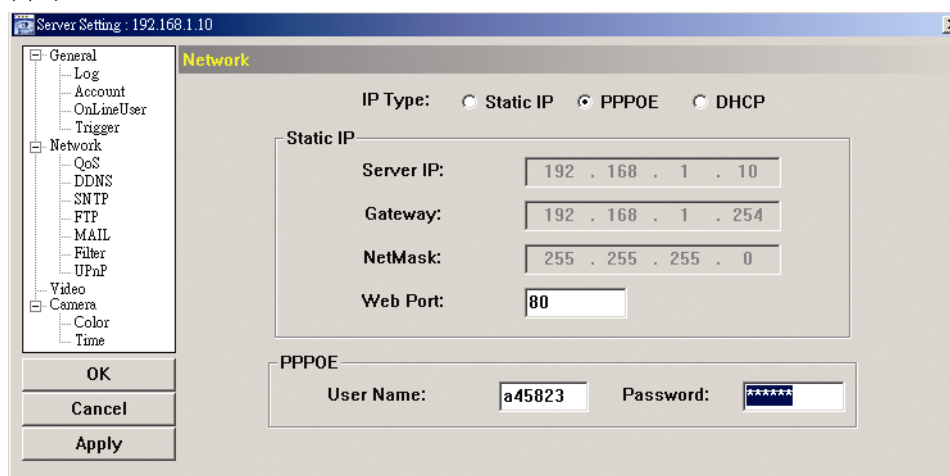 Server Setting : 192.168.1.10
General
Log
Account
OnLineUser
Trigger
Network
QoS
DDNS
SNTP
FTP
MAIL
Filter
UPnP
Video
Camera
Color
Time
OK
Cancel
Apply
Network
IP Type: Static IP PPPOE DHCP
Static IP
Server IP: 192 . 168 . 1 . 10
Gateway: 192 . 168 . 1 . 254
NetMask: 255 . 255 . 255 . 0
Web Port: 80
PPPOE
User Name: a45823 Password: ******